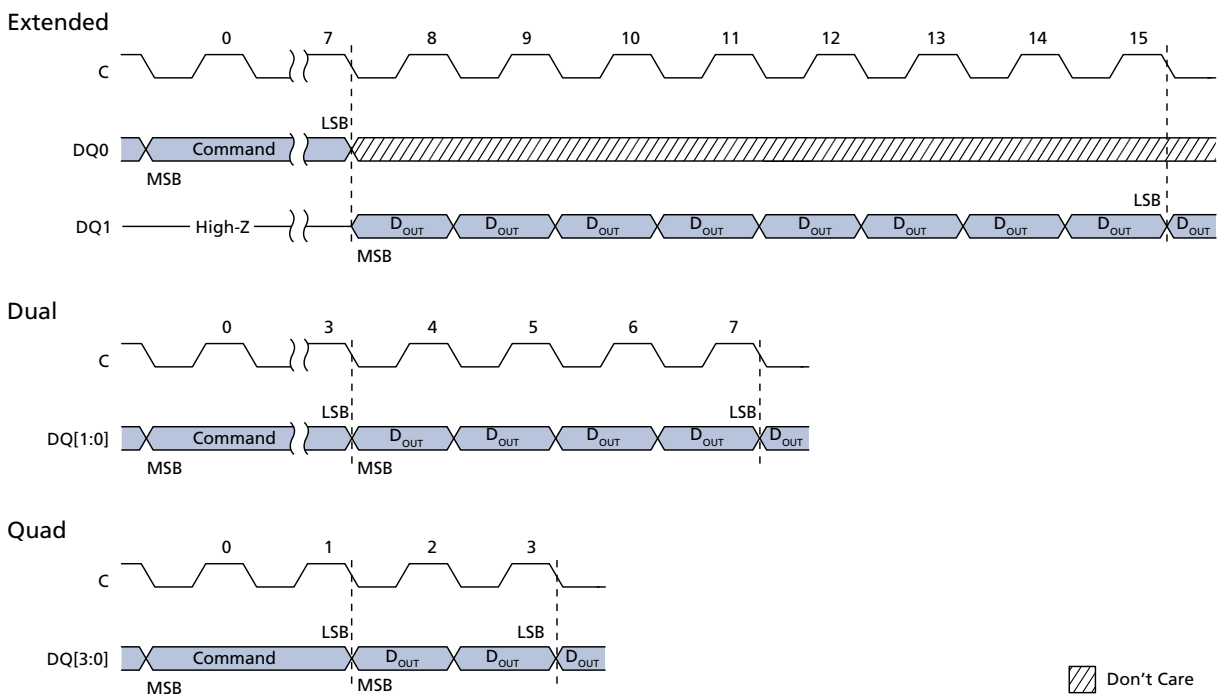 Extended
0 7 8 9 10 11 12 13 14 15
C
LSB
DQ0 Command
MSB
LSB
DQ1 High-Z DOUT DOUT DOUT DOUT DOUT DOUT DOUT DOUT DOUT
MSB
Dual
0 3 4 5 6 7
C
LSB LSB
DQ[1:0] Command DOUT DOUT DOUT DOUT DOUT
MSB MSB
Quad
0 1 2 3
C
LSB LSB
DQ[3:0] Command DOUT DOUT DOUT
MSB MSB
Don't Care